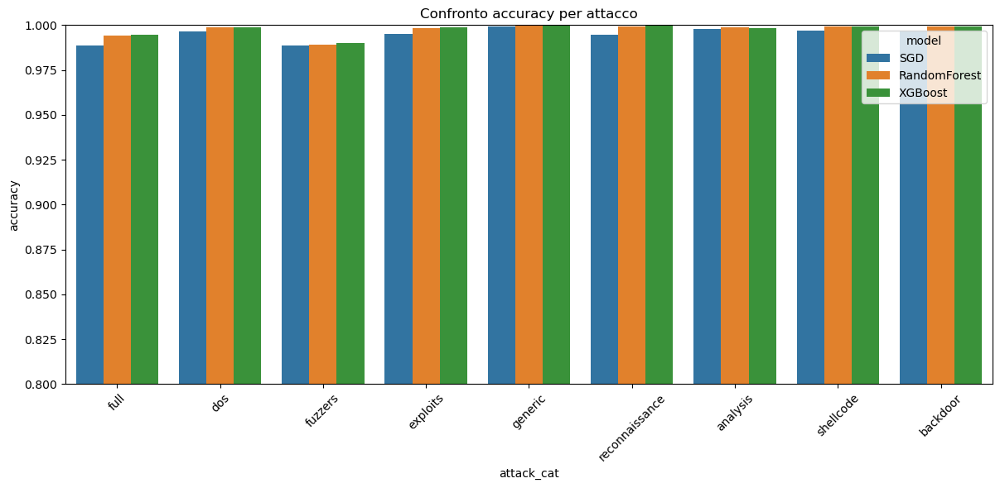 Confronto accuracy per attacco
accuracy
1.000
0.975
0.950
0.925
0.900
0.875
0.850
0.825
0.800
model
SGD
RandomForest
XGBoost
full
dos
fuzzers
exploits
generic
reconnaissance
analysis
shellcode
backdoor
attack_cat